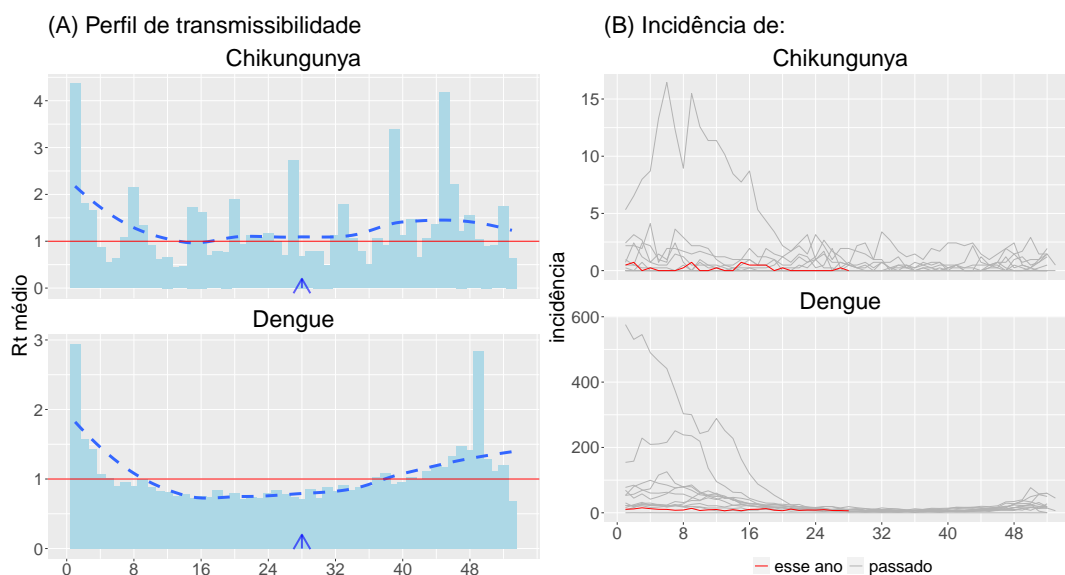 (A) Perfil de transmissibilidade
Chikungunya
4
3
2
1
0
Dengue
3
2
1
0
0 8 16 24 32 40 48
Rt médio
(B) Incidência de:
Chikungunya
15
10
5
0
Dengue
600
400
200
0
0 8 16 24 32 40 48
incidência
esse ano passado